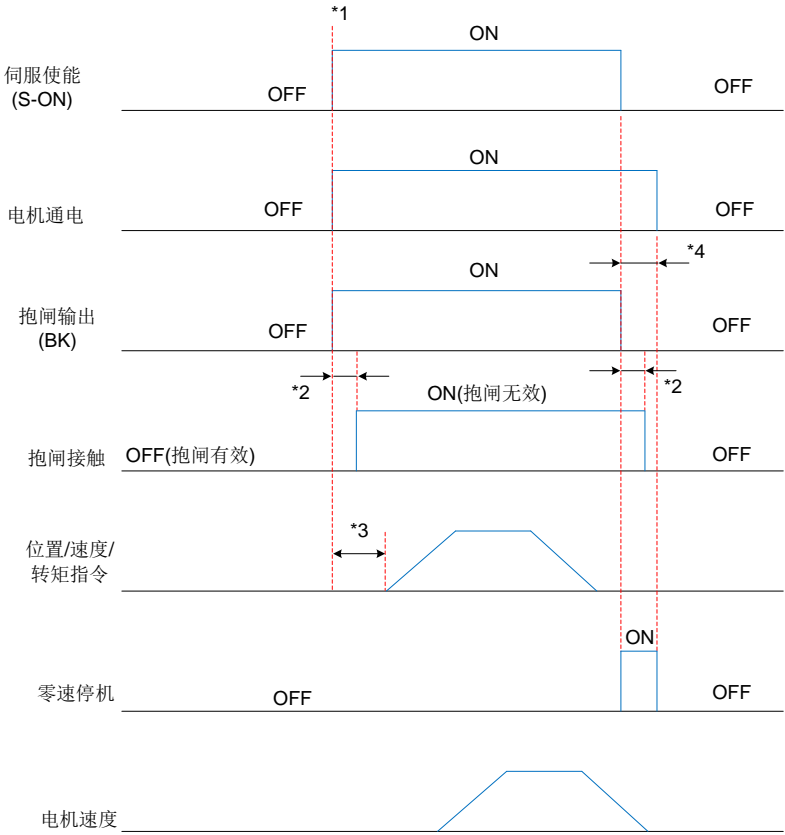 *1
ON
伺服使能
(S-ON)
OFF
OFF
ON
电机通电
OFF
OFF
*4
ON
抱闸输出
(BK)
OFF
OFF
*2
ON(抱闸无效)
*2
抱闸接触
OFF(抱闸有效)
OFF
*3
位置/速度/
转矩指令
ON
零速停机
OFF
OFF
电机速度